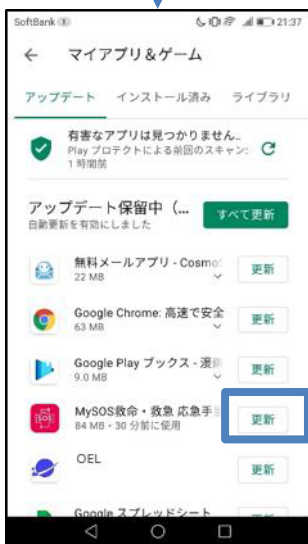 SoftBank ① 21:37
マイアプリ&ゲーム
アップデート インストール済み ライブラリ
有害なアプリは見つかりません..
Play プロテクトによる前回のスキャン:
1 時間前
アップデート保留中（...
自動更新を有効にしました
すべて更新
無料メールアプリ - Cosmo
22 MB
更新
Google Chrome: 高速で安全
63 MB
更新
Google Play ブックス - 漫
9.0 MB
更新
MySOS救命・救急 応急手
84 MB・30 分前に使用
更新
SOS
OEL
更新
Google スプレッドシート